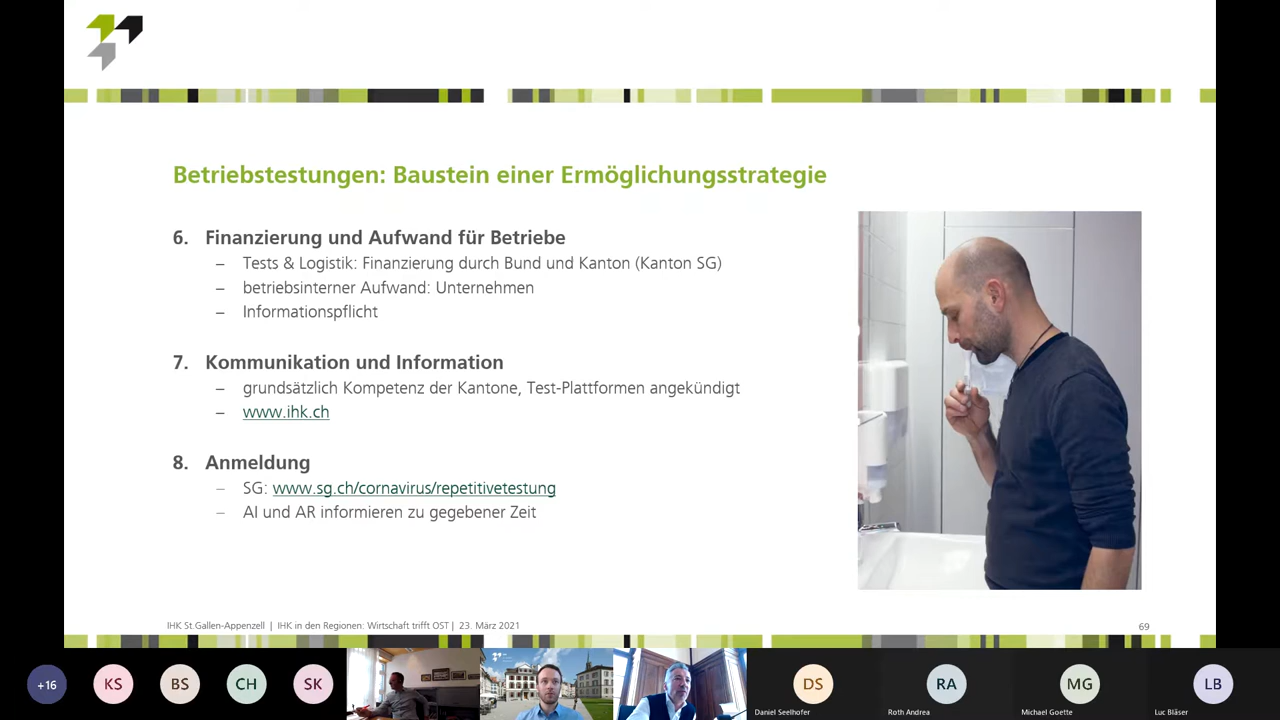 Betriebstestungen: Baustein einer Ermöglichungsstrategie
6. Finanzierung und Aufwand für Betriebe
– Tests & Logistik: Finanzierung durch Bund und Kanton (Kanton SG)
– betriebsinterner Aufwand: Unternehmen
– Informationspflicht
7. Kommunikation und Information
– grundsätzlich Kompetenz der Kantone, Test-Plattformen angekündigt
– www.ihk.ch
8. Anmeldung
– SG: www.sg.ch/cornavirus/repetitivetestung
– AI und AR informieren zu gegebener Zeit
IHK St.Gallen-Appenzell | IHK in den Regionen: Wirtschaft trifft OST | 23. März 2021
69
+16 KS BS CH SK DS RA MG LB
Daniel Seelhofer Roth Andrea Michael Goette Luc Bläser